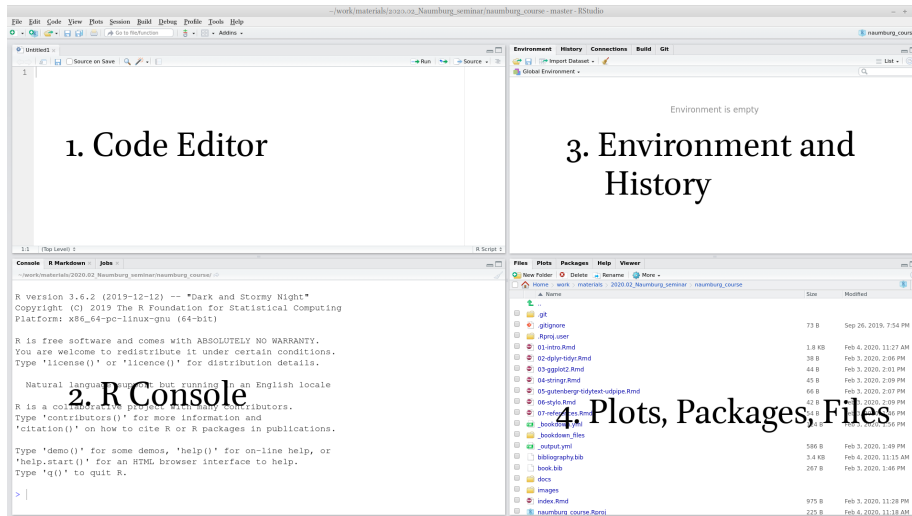 ~/work/materials/2020.02_Naumburg_seminar/naumburg_course - master - RStudio
File Edit Code View Plots Session Build Debug Profile Tools Help
Go to file/function Addins naumburg_cours
Untitled1
Source on Save Run Source
1
1. Code Editor
1:1 (Top Level) R Script
Environment History Connections Build Git
Import Dataset List
Global Environment
Environment is empty
3. Environment and
History
Console R Markdown Jobs
~/work/materials/2020.02_Naumburg_seminar/naumburg_course/
R version 3.6.2 (2019-12-12) -- "Dark and Stormy Night"
Copyright (C) 2019 The R Foundation for Statistical Computing
Platform: x86_64-pc-linux-gnu (64-bit)
R is free software and comes with ABSOLUTELY NO WARRANTY.
You are welcome to redistribute it under certain conditions.
Type 'license()' or 'licence()' for distribution details.
Natural language support but running in an English locale
2. R Console
R is a collaborative project with many contributors.
Type 'contributors()' for more information and
'citation()' on how to cite R or R packages in publications.
Type 'demo()' for some demos, 'help()' for on-line help, or
'help.start()' for an HTML browser interface to help.
Type 'q()' to quit R.
>
Files Plots Packages Help Viewer
New Folder Delete Rename More
Home work materials 2020.02_Naumburg_seminar naumburg_course
Name Size Modified
..
.git
.gitignore 73 B Sep 26, 2019, 7:54 PM
.Rproj.user
01-intro.Rmd 1.8 KB Feb 4, 2020, 11:27 AM
02-dplyr-tidyr.Rmd 38 B Feb 3, 2020, 2:06 PM
03-ggplot2.Rmd 44 B Feb 3, 2020, 2:01 PM
04-stringr.Rmd 45 B Feb 3, 2020, 2:09 PM
05-gutenbergr-tidytext-udpipe.Rmd 66 B Feb 3, 2020, 2:07 PM
06-stylo.Rmd 42 B Feb 3, 2020, 2:09 PM
07-references.Rmd
4. Plots, Packages, Files
_bookdown.yml
_bookdown_files
_output.yml 586 B Feb 3, 2020, 1:49 PM
bibliography.bib 3.4 KB Feb 4, 2020, 11:15 AM
book.bib 267 B Feb 3, 2020, 1:46 PM
docs
images
index.Rmd 975 B Feb 3, 2020, 11:28 PM
naumburg_course.Rproj 225 B Feb 4, 2020, 11:18 AM